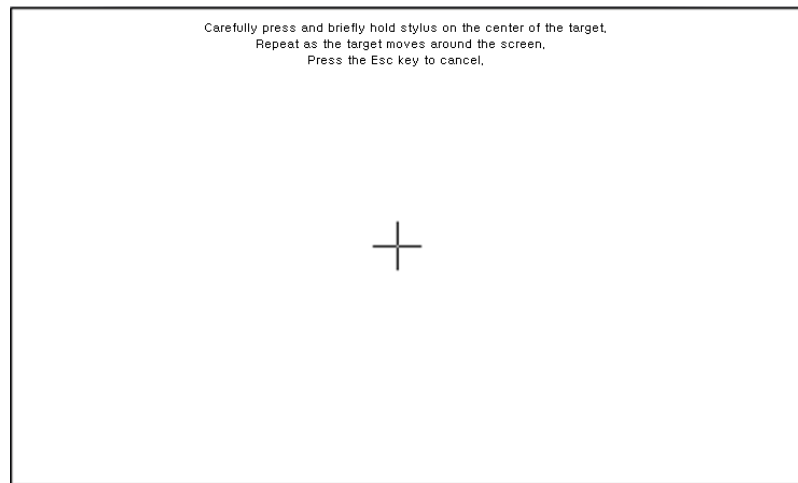 Carefully press and briefly hold stylus on the center of the target.
Repeat as the target moves around the screen.
Press the Esc key to cancel.